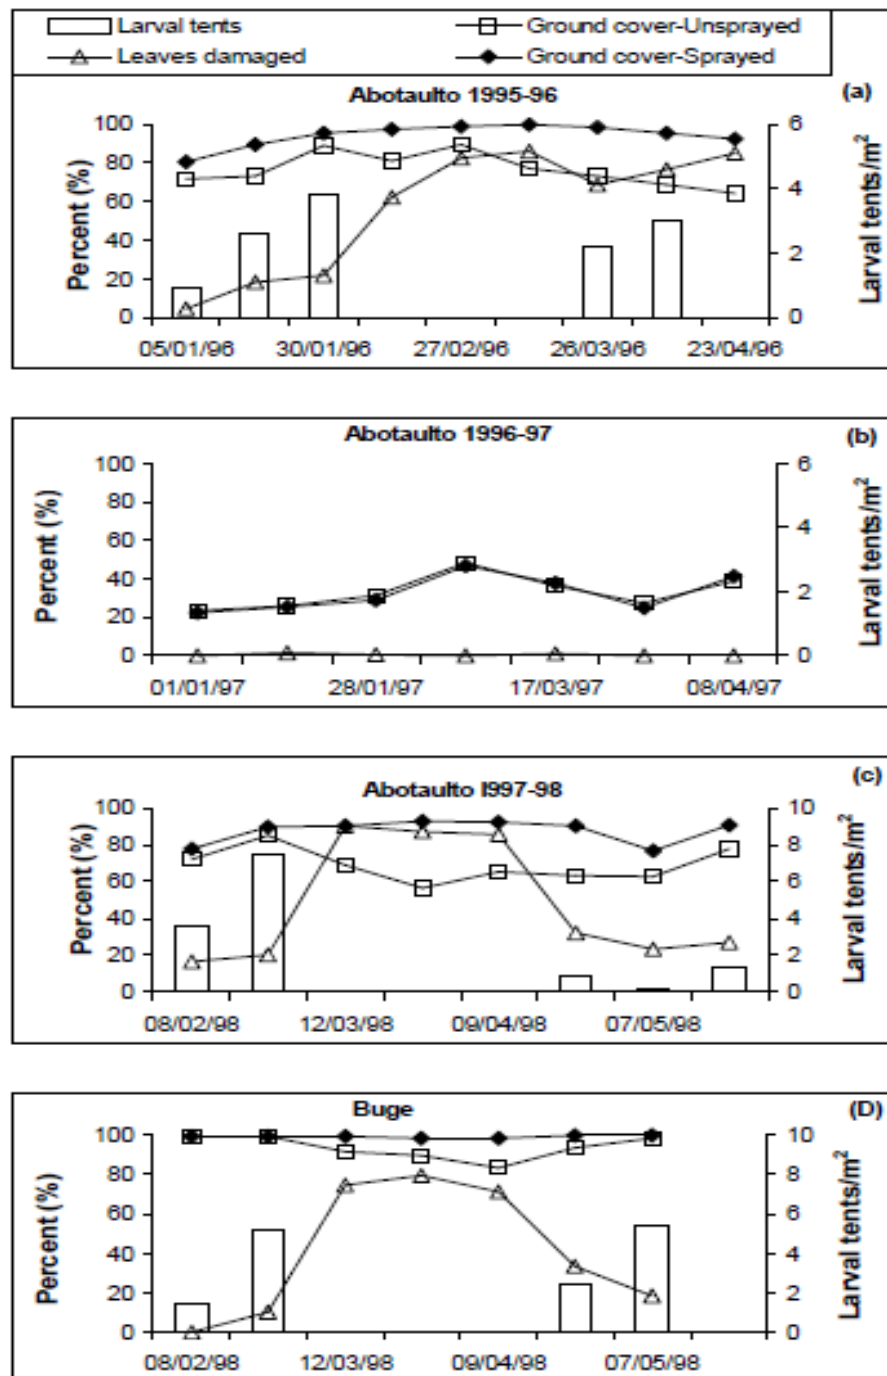 Larval tents
Ground cover-Unsprayed
Leaves damaged
Ground cover-Sprayed
Abotaulto 1995-96
(a)
Percent (%)
100
80
60
40
20
0
6
4
2
0
Larval tents/m²
05/01/96 30/01/96 27/02/96 26/03/96 23/04/96
Abotaulto 1996-97
(b)
Percent (%)
100
80
60
40
20
0
6
4
2
0
Larval tents/m²
01/01/97 28/01/97 17/03/97 08/04/97
Abotaulto I997-98
(c)
Percent (%)
100
80
60
40
20
0
10
8
6
4
2
0
Larval tents/m²
08/02/98 12/03/98 09/04/98 07/05/98
Buge
(D)
Percent (%)
100
80
60
40
20
0
10
8
6
4
2
0
Larval tents/m²
08/02/98 12/03/98 09/04/98 07/05/98